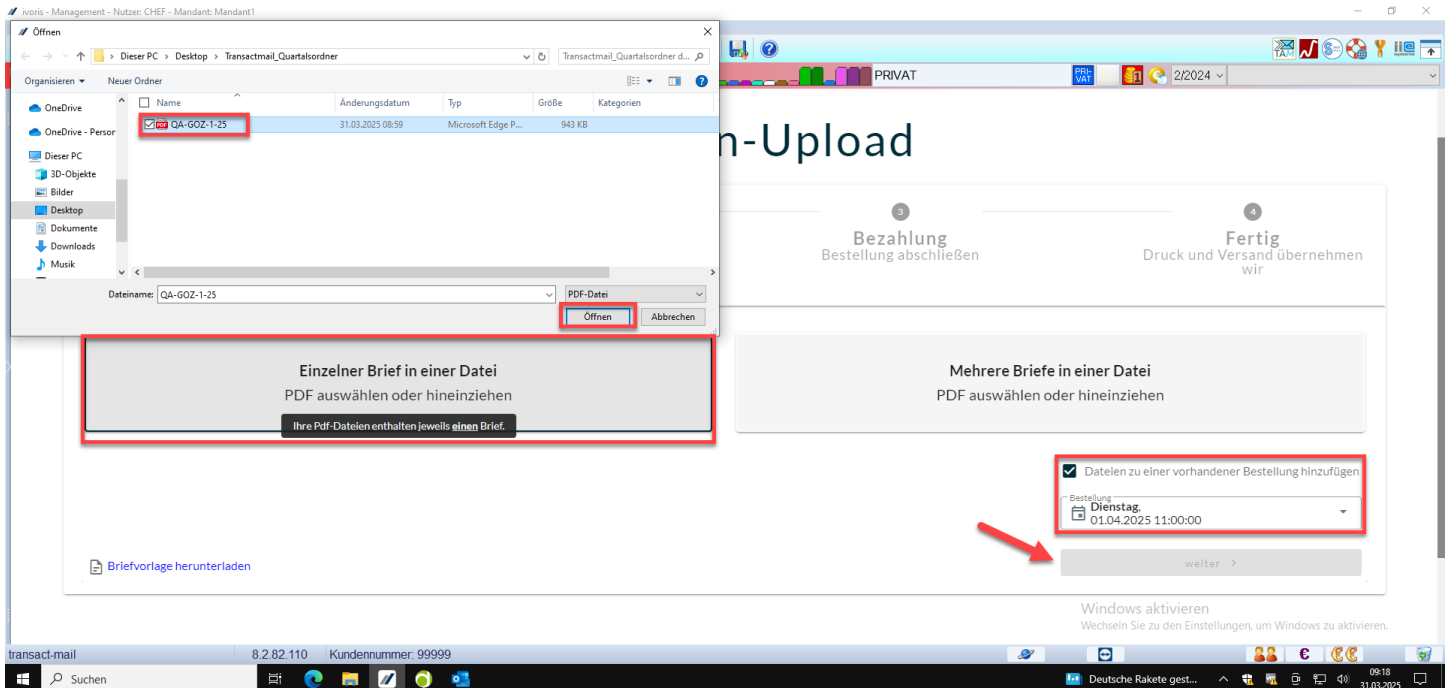 ivoris - Management - Nutzer: CHEF - Mandant: Mandant1
Öffnen
Dieser PC > Desktop > Transactmail_Quartalsordner
Transactmail_Quartalsordner d...
Organisieren
Neuer Ordner
PRIVAT
PRI-
VAT
1
2/2024
OneDrive
OneDrive - Person
Dieser PC
3D-Objekte
Bilder
Desktop
Dokumente
Downloads
Musik
Name
Änderungsdatum
Typ
Größe
Kategorien
QA-GOZ-1-25
31.03.2025 08:59
Microsoft Edge P...
943 KB
Dateiname: QA-GOZ-1-25
PDF-Datei
Öffnen
Abbrechen
n-Upload
3
Bezahlung
Bestellung abschließen
4
Fertig
Druck und Versand übernehmen
wir
Einzelner Brief in einer Datei
PDF auswählen oder hineinziehen
Ihre Pdf-Dateien enthalten jeweils einen Brief.
Mehrere Briefe in einer Datei
PDF auswählen oder hineinziehen
Dateien zu einer vorhandener Bestellung hinzufügen
Bestellung
Dienstag,
01.04.2025 11:00:00
Briefvorlage herunterladen
weiter >
Windows aktivieren
Wechseln Sie zu den Einstellungen, um Windows zu aktivieren.
transact-mail
8.2.82.110
Kundennummer: 99999
Suchen
Deutsche Rakete gest...
09:18
31.03.2025